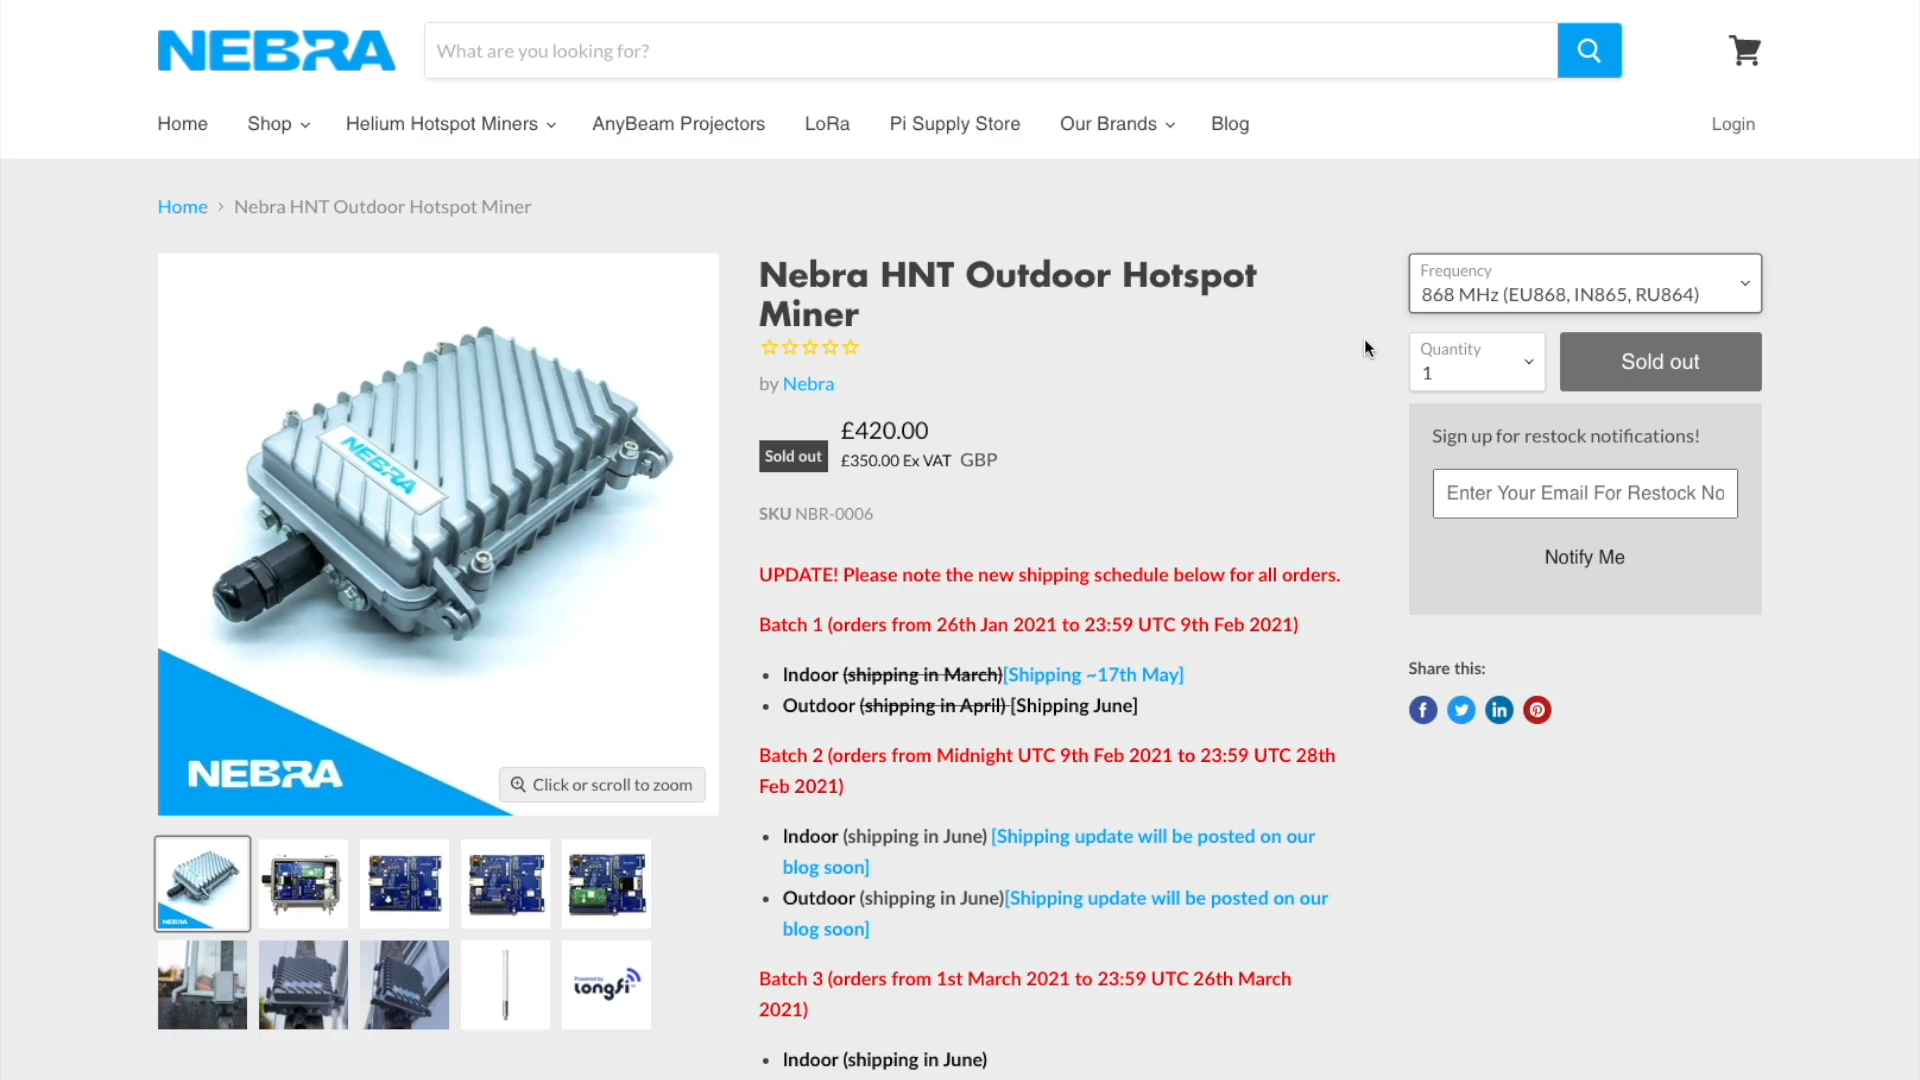 NEBRA
What are you looking for?
Home
Shop
Helium Hotspot Miners
AnyBeam Projectors
LoRa
Pi Supply Store
Our Brands
Blog
Login
Home
Nebra HNT Outdoor Hotspot Miner
NEBRA
NEBRA
Click or scroll to zoom
NEBRA
Powered by
LongFi
Nebra HNT Outdoor Hotspot
Miner
by Nebra
Sold out
£420.00
£350.00 Ex VAT GBP
SKU NBR-0006
UPDATE! Please note the new shipping schedule below for all orders.
Batch 1 (orders from 26th Jan 2021 to 23:59 UTC 9th Feb 2021)
Indoor (shipping in March)[Shipping ~17th May]
Outdoor (shipping in April) [Shipping June]
Batch 2 (orders from Midnight UTC 9th Feb 2021 to 23:59 UTC 28th
Feb 2021)
Indoor (shipping in June) [Shipping update will be posted on our
blog soon]
Outdoor (shipping in June)[Shipping update will be posted on our
blog soon]
Batch 3 (orders from 1st March 2021 to 23:59 UTC 26th March
2021)
Indoor (shipping in June)
Frequency
868 MHz (EU868, IN865, RU864)
Quantity
1
Sold out
Sign up for restock notifications!
Enter Your Email For Restock No
Notify Me
Share this: